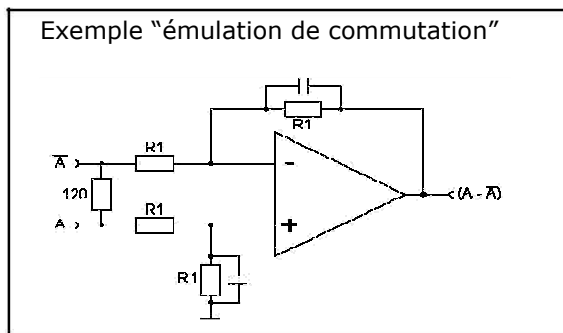 Exemple “émulation de commutation”
R1
R1
A̅
120
(A - A̅)
A
R1
R1